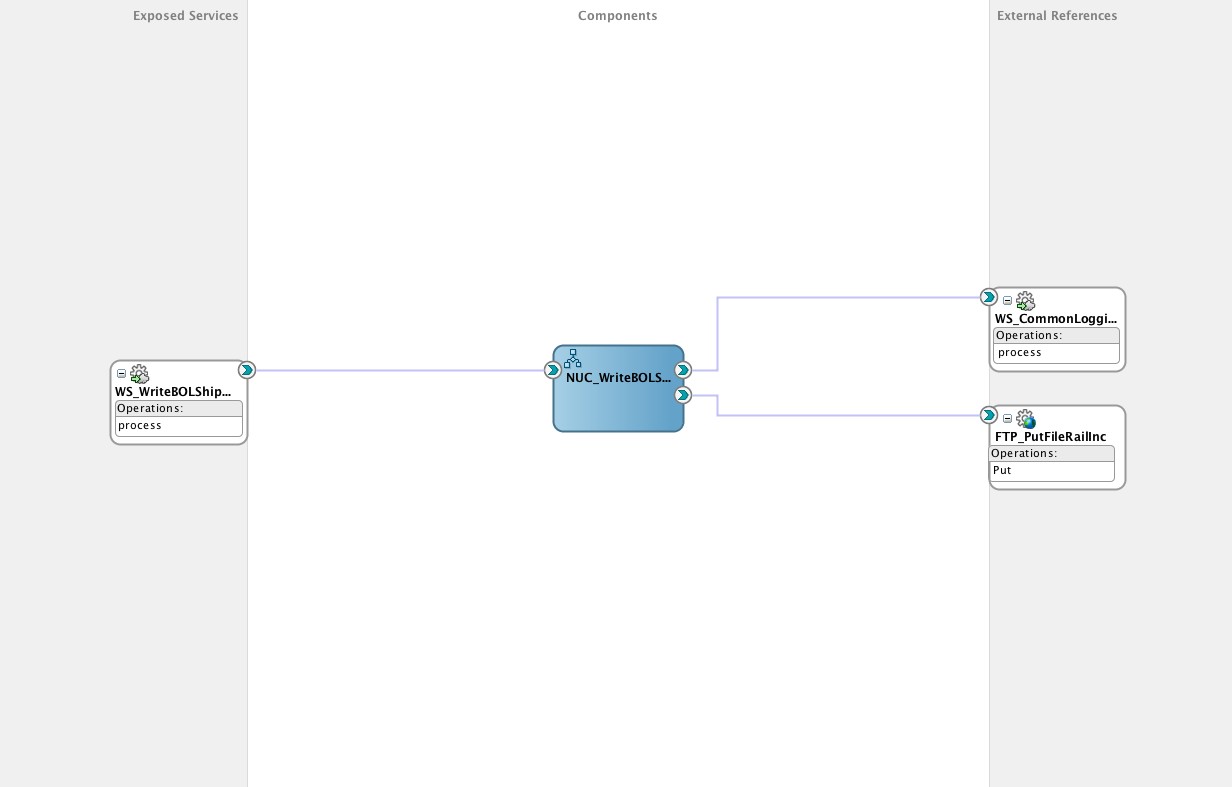 Exposed Services
Components
External References
WS_WriteBOLShip...
Operations:
process
NUC_WriteBOLS...
WS_CommonLoggi...
Operations:
process
FTP_PutFileRailInc
Operations:
Put